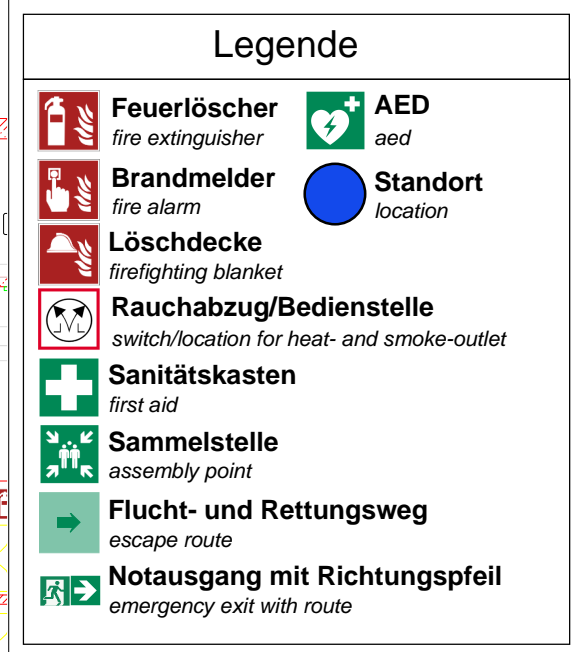 Legende
Feuerlöscher
fire extinguisher
AED
aed
Brandmelder
fire alarm
Standort
location
Löschdecke
firefighting blanket
Rauchabzug/Bedienstelle
switch/location for heat- and smoke-outlet
Sanitätskasten
first aid
Sammelstelle
assembly point
Flucht- und Rettungsweg
escape route
Notausgang mit Richtungspfeil
emergency exit with route